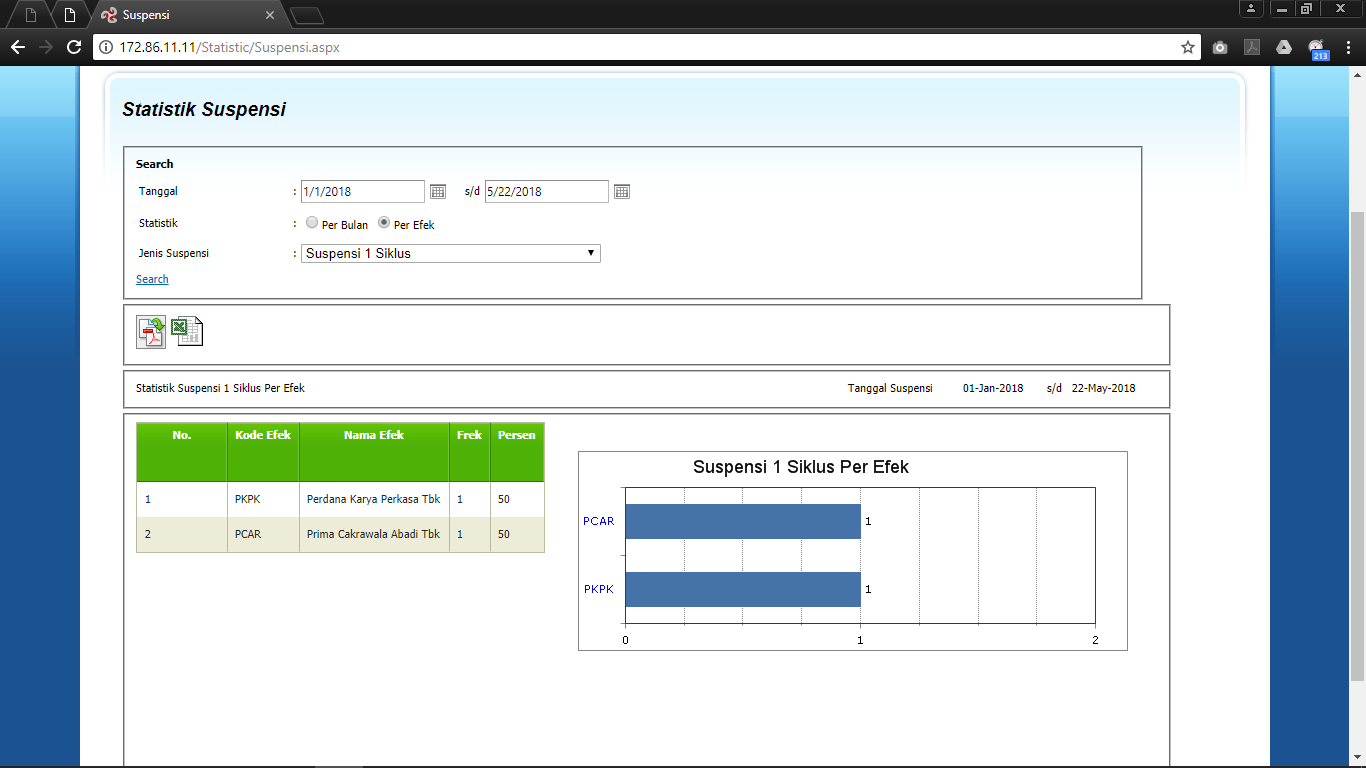 Suspensi
172.86.11.11/Statistic/Suspensi.aspx
213
Statistik Suspensi
Search
Tanggal : 1/1/2018 s/d 5/22/2018
Statistik : Per Bulan Per Efek
Jenis Suspensi : Suspensi 1 Siklus
Search
Statistik Suspensi 1 Siklus Per Efek Tanggal Suspensi 01-Jan-2018 s/d 22-May-2018
No. Kode Efek Nama Efek Frek Persen
1 PKPK Perdana Karya Perkasa Tbk 1 50
2 PCAR Prima Cakrawala Abadi Tbk 1 50
Suspensi 1 Siklus Per Efek
PCAR 1
PKPK 1
0 1 2